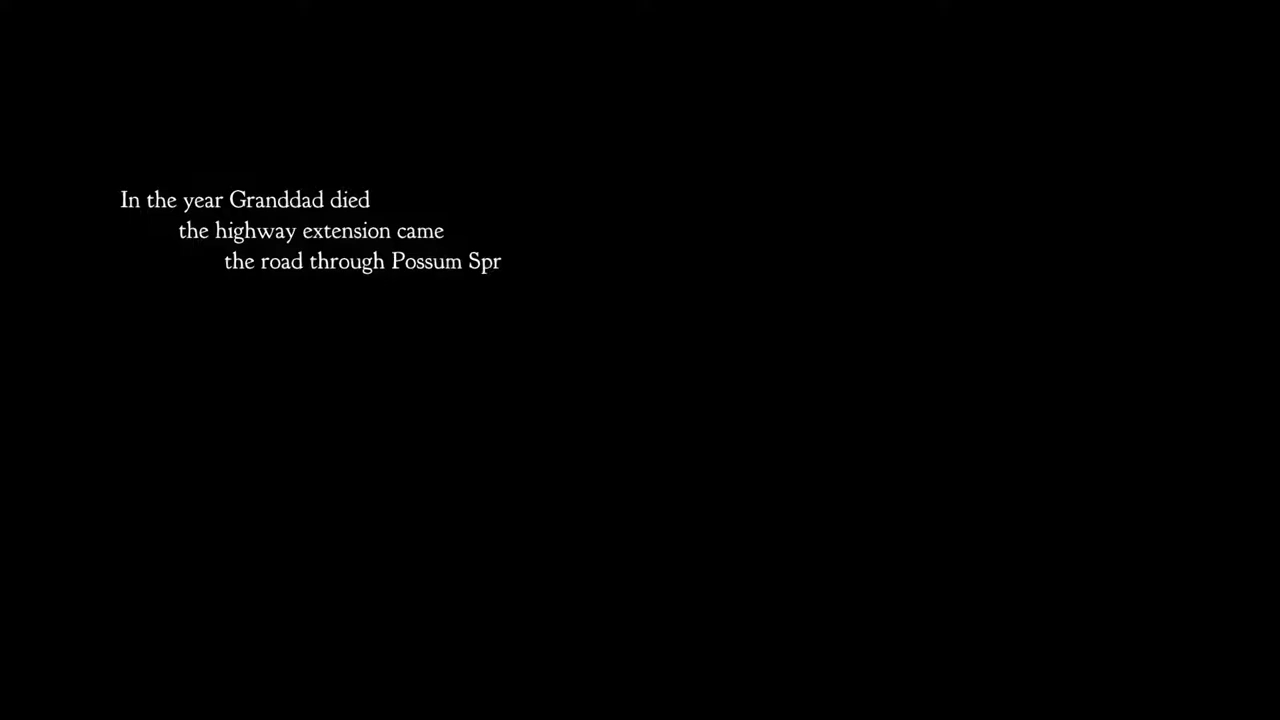 In the year Granddad died
the highway extension came
the road through Possum Spr